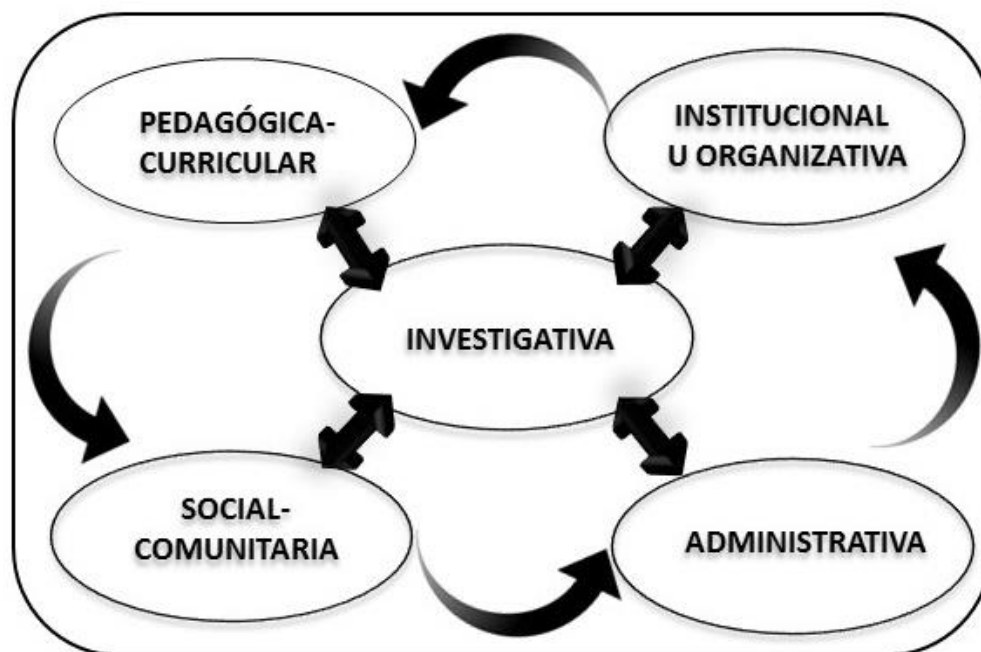 PEDAGÓGICA-
CURRICULAR
INSTITUCIONAL
U ORGANIZATIVA
INVESTIGATIVA
SOCIAL-
COMUNITARIA
ADMINISTRATIVA